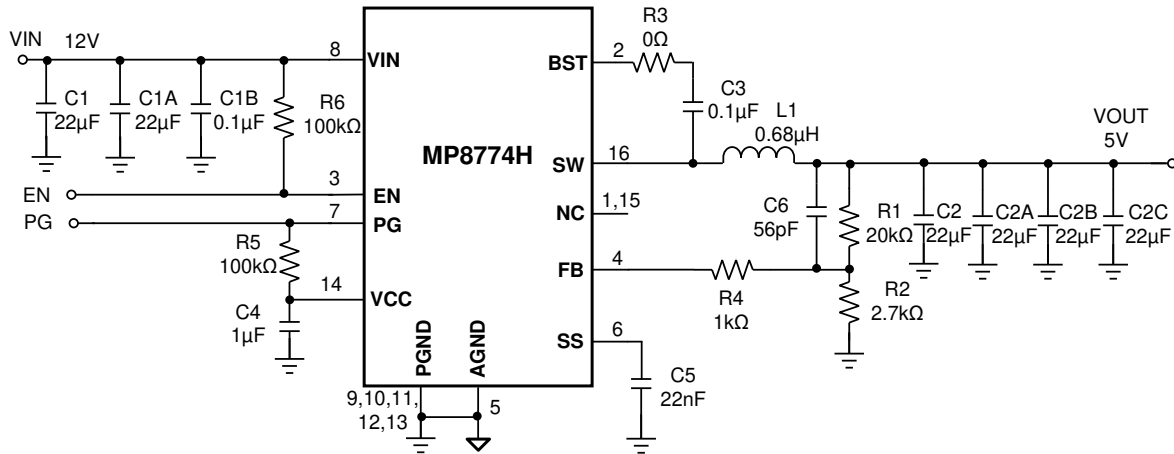 VIN 12V
8
VIN
C1
22µF
C1A
22µF
C1B
0.1µF
R6
100kΩ
EN
3
EN
PG
7
PG
R5
100kΩ
14
VCC
C4
1µF
MP8774H
PGND
AGND
9,10,11,
12,13
5
BST
2
R3
0Ω
C3
0.1µF
L1
0.68µH
SW
16
NC
1,15
FB
4
R4
1kΩ
SS
6
C5
22nF
C6
56pF
R1
20kΩ
R2
2.7kΩ
C2
22µF
C2A
22µF
C2B
22µF
C2C
22µF
VOUT
5V